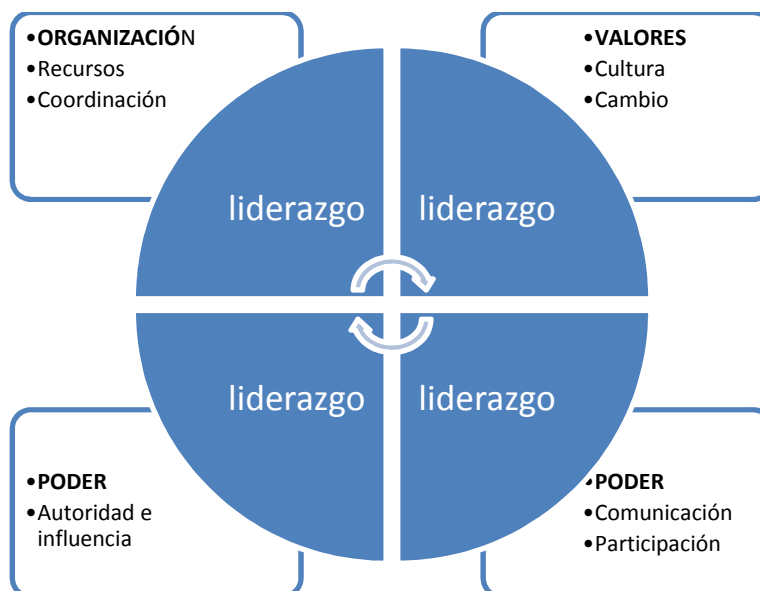 •ORGANIZACIÓN
•Recursos
•Coordinación
•VALORES
•Cultura
•Cambio
liderazgo
liderazgo
liderazgo
liderazgo
•PODER
•Autoridad e
influencia
•PODER
•Comunicación
•Participación